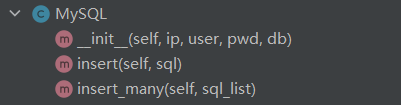 C MySQL
m __init__(self, ip, user, pwd, db)
m insert(self, sql)
m insert_many(self, sql_list)